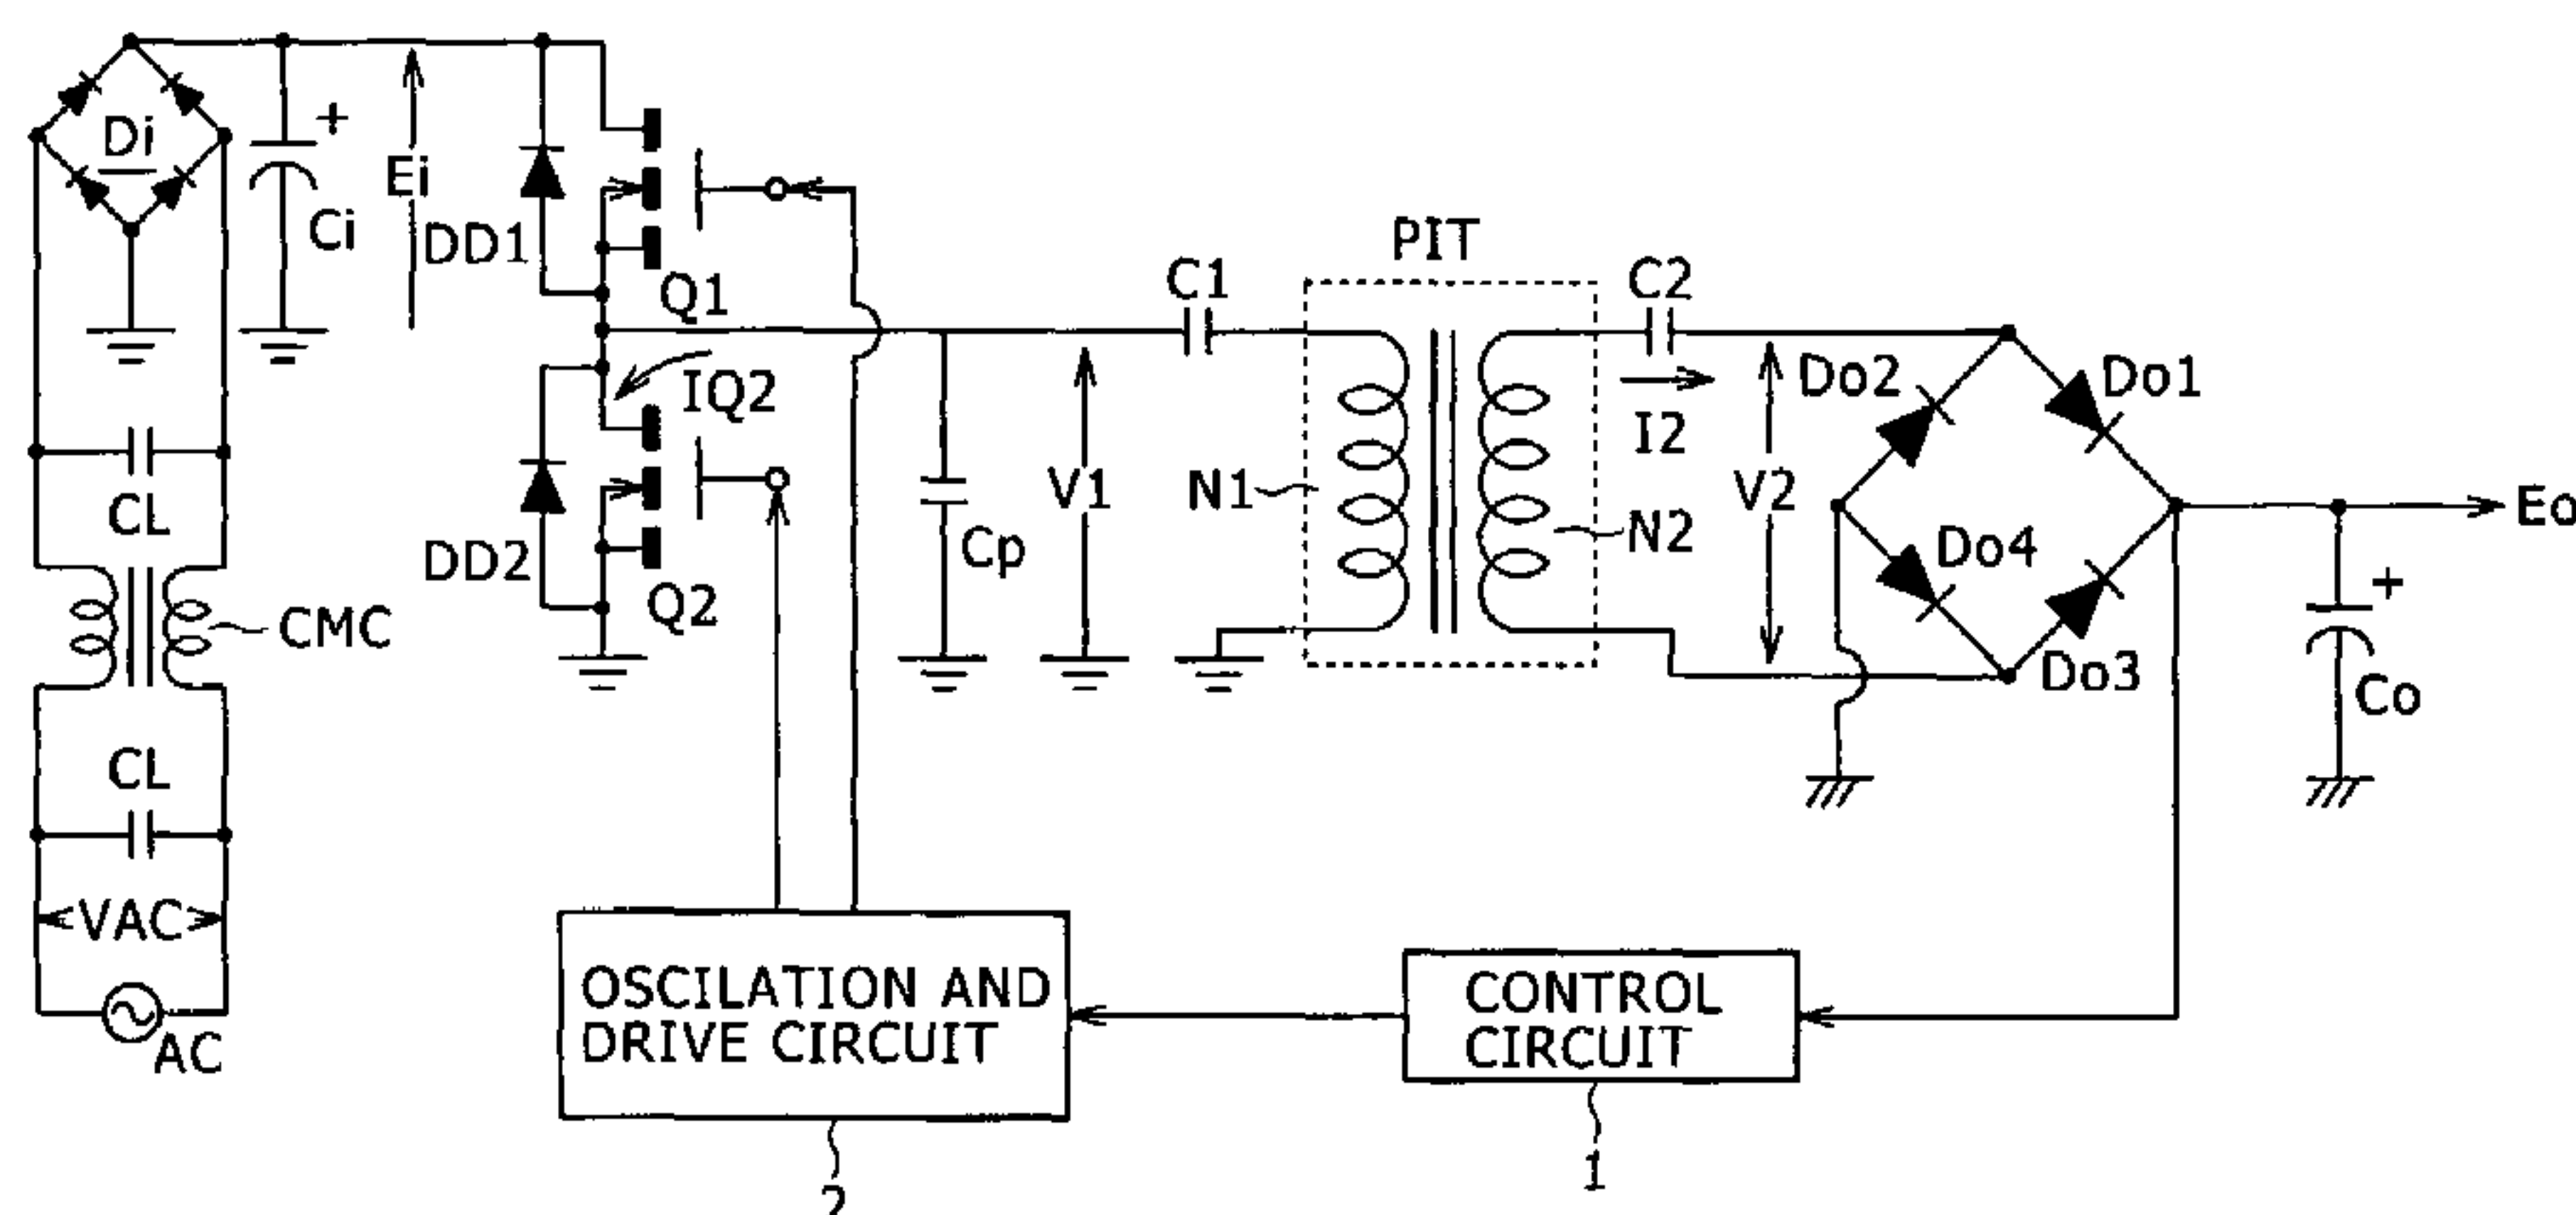 Di
+
Ci
Ei
DD1
Q1
IQ2
DD2
Q2
CL
CMC
CL
VAC
AC
Cp
V1
C1
PIT
N1
N2
C2
I2
V2
Do2
Do1
Do4
Do3
Eo
+
Co
OSCILATION AND
DRIVE CIRCUIT
2
CONTROL
CIRCUIT
1